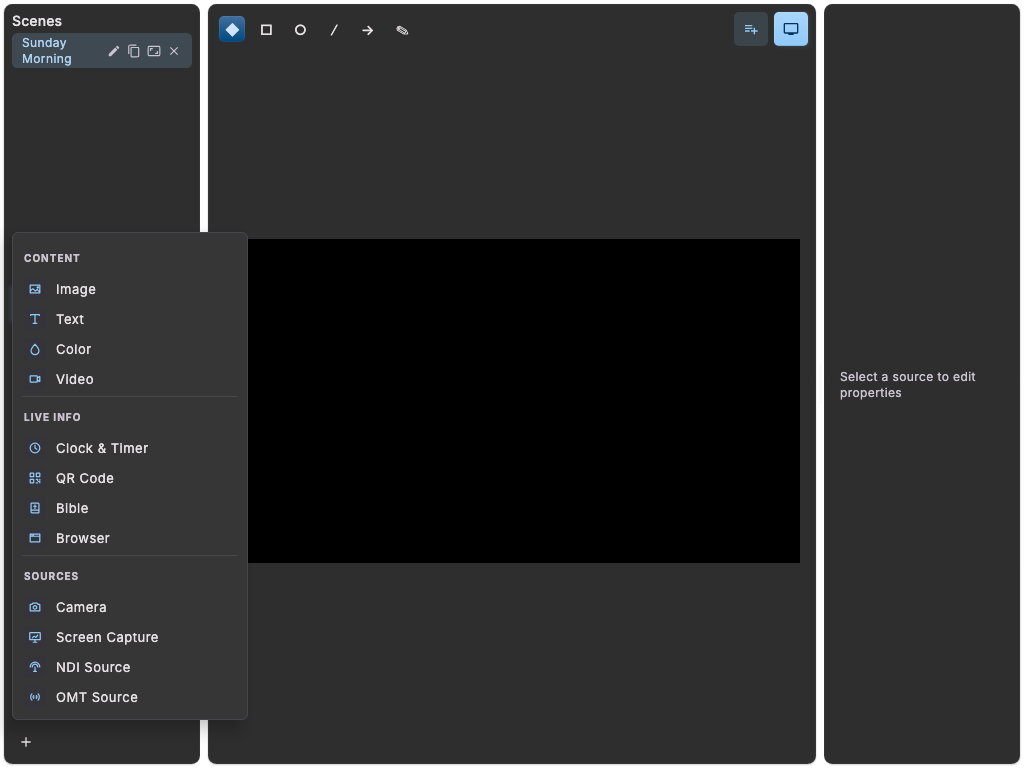 Scenes
Sunday
Morning
CONTENT
Image
Text
Color
Video
LIVE INFO
Clock & Timer
QR Code
Bible
Browser
SOURCES
Camera
Screen Capture
NDI Source
OMT Source
Select a source to edit
properties